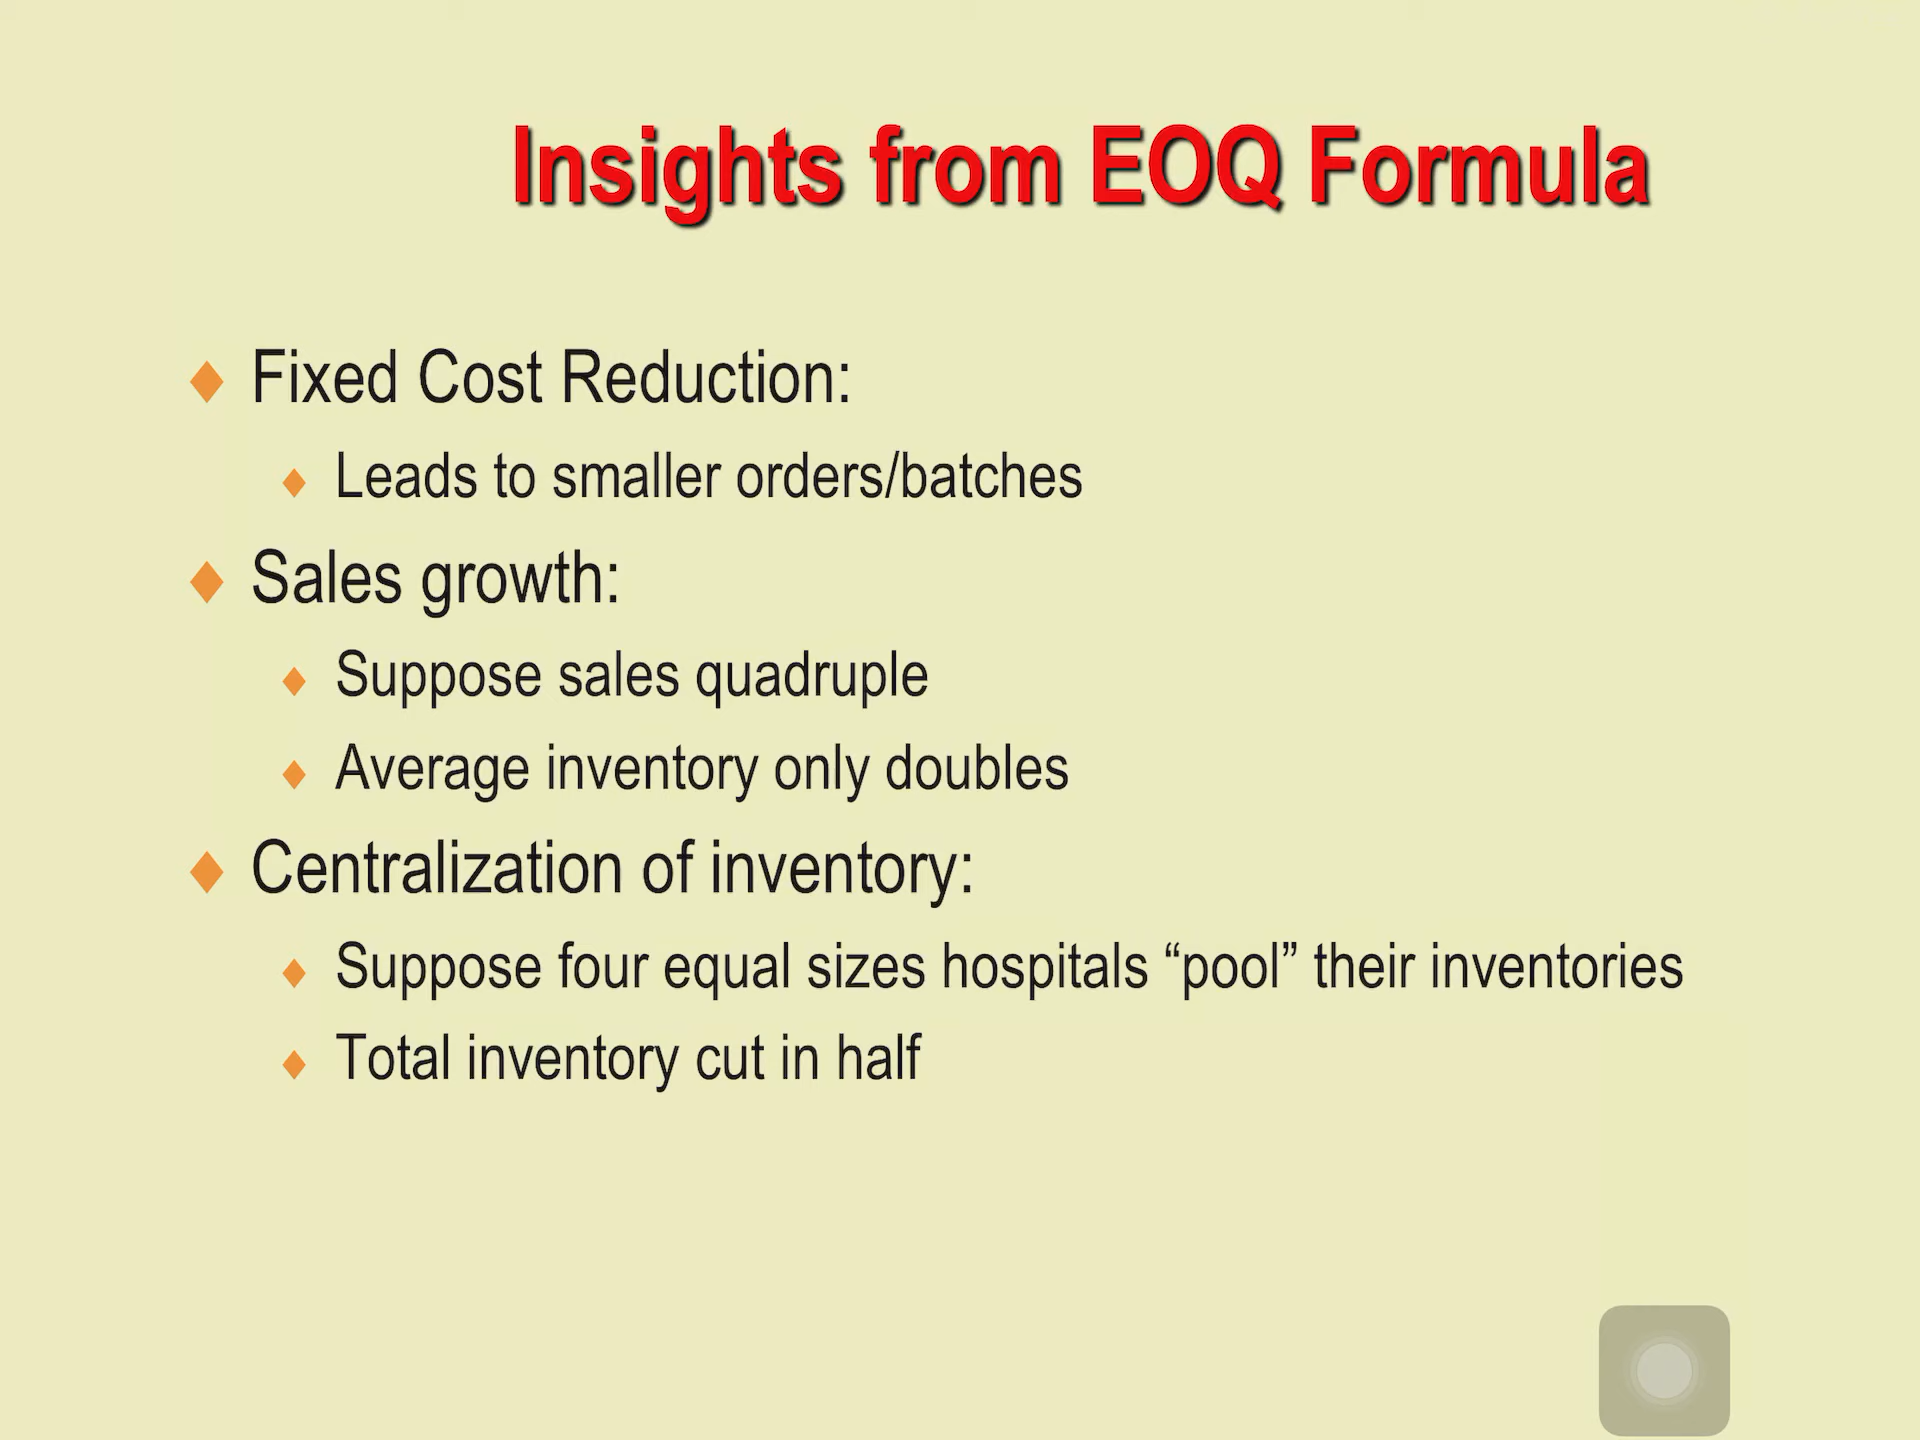 Insights from EOQ Formula
Fixed Cost Reduction:
Leads to smaller orders/batches
Sales growth:
Suppose sales quadruple
Average inventory only doubles
Centralization of inventory:
Suppose four equal sizes hospitals “pool” their inventories
Total inventory cut in half